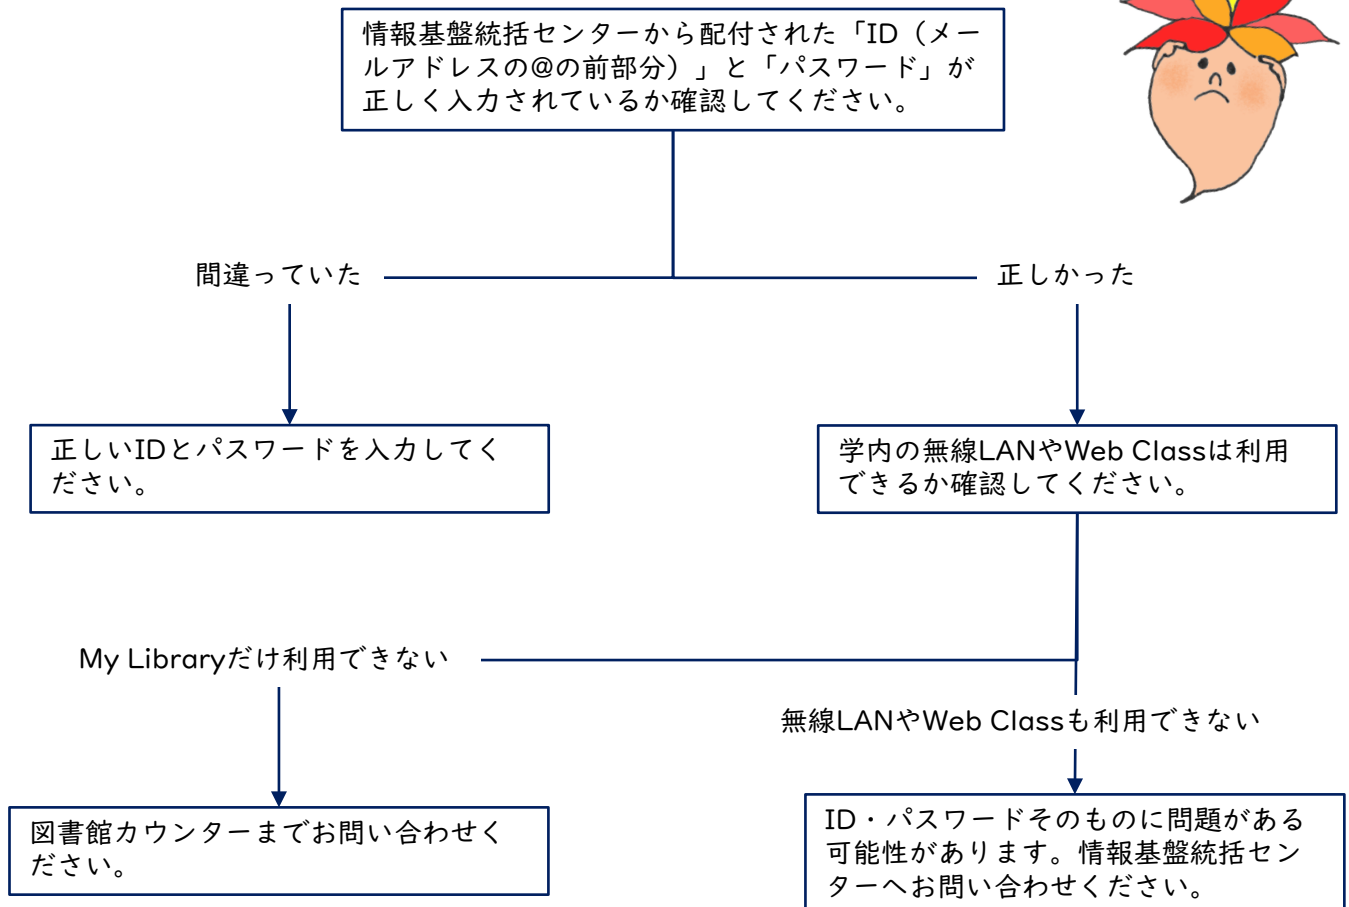 情報基盤統括センターから配付された「ID（メー
ルアドレスの@の前部分）」と「パスワード」が
正しく入力されているか確認してください。
間違っていた
正しかった
正しいIDとパスワードを入力してく
ださい。
学内の無線LANやWeb Classは利用
できるか確認してください。
My Libraryだけ利用できない
無線LANやWeb Classも利用できない
図書館カウンターまでお問い合わせく
ださい。
ID・パスワードそのものに問題がある
可能性があります。情報基盤統括セン
ターへお問い合わせください。